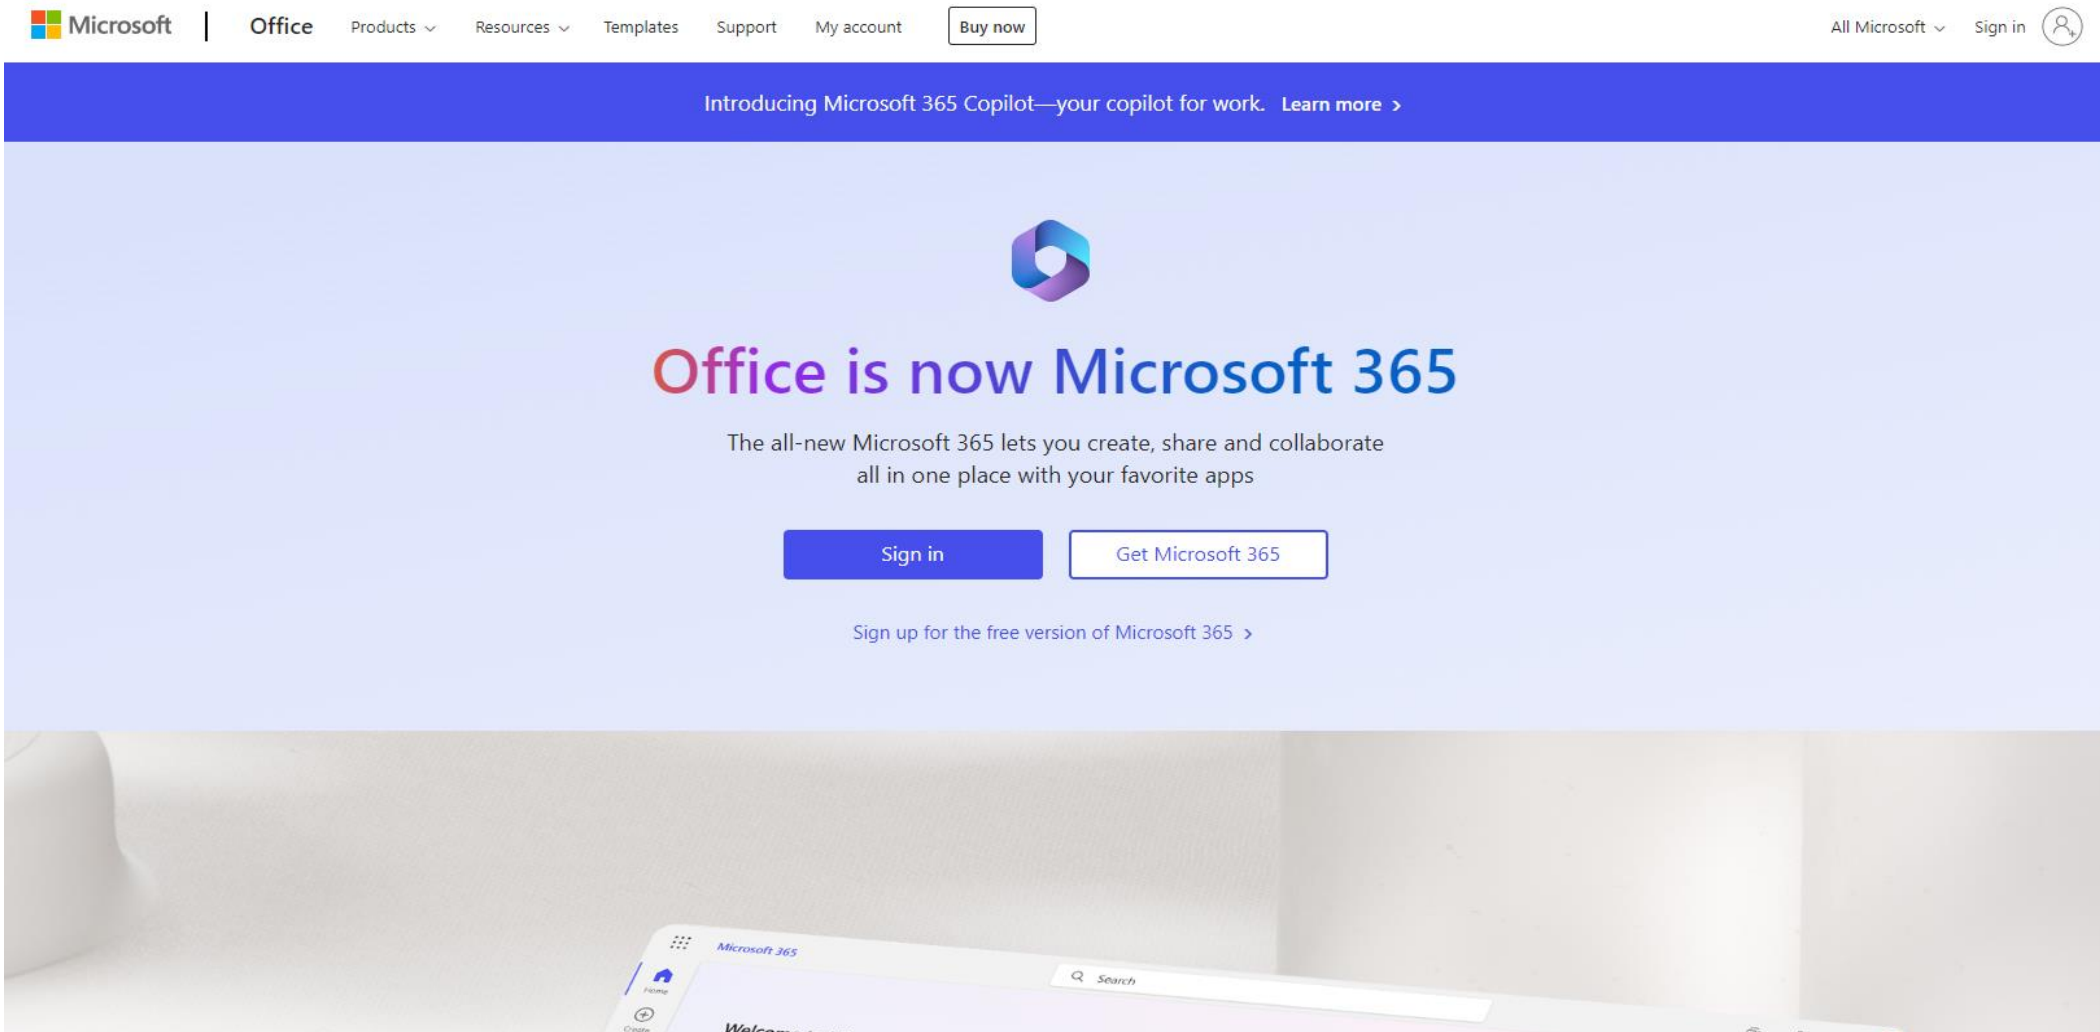 Microsoft Office Products Resources Templates Support My account Buy now All Microsoft Sign in
Introducing Microsoft 365 Copilot—your copilot for work. Learn more
Office is now Microsoft 365
The all-new Microsoft 365 lets you create, share and collaborate
all in one place with your favorite apps
Sign in
Get Microsoft 365
Sign up for the free version of Microsoft 365
Microsoft 365
Search
Home
Create